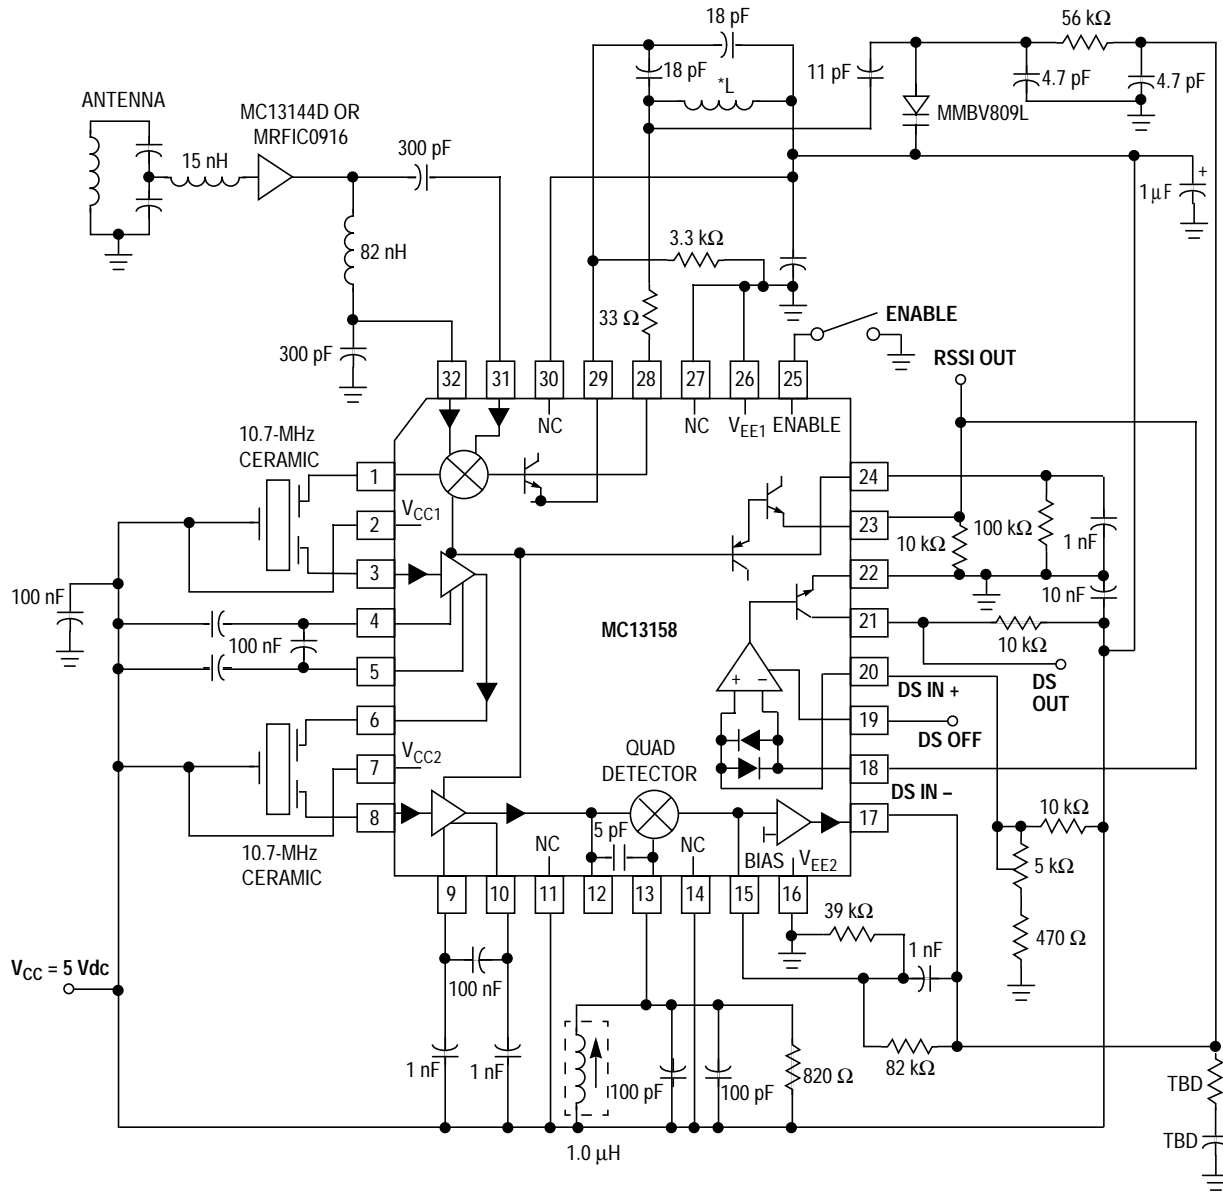 18 pF
56 kΩ
18 pF
*L
11 pF
4.7 pF
4.7 pF
MMBV809L
ANTENNA
MC13144D OR
MRFIC0916
15 nH
300 pF
+
1 µF
82 nH
3.3 kΩ
33 Ω
300 pF
ENABLE
RSSI OUT
32
31
30
29
28
27
26
25
NC
NC
VEE1
ENABLE
10.7-MHz
CERAMIC
1
24
VCC1
2
23
10 kΩ
100 kΩ
1 nF
3
22
100 nF
10 nF
4
21
100 nF
MC13158
10 kΩ
5
20
DS IN +
DS
OUT
+
–
6
19
DS OFF
VCC2
7
QUAD
DETECTOR
18
DS IN –
8
17
10 kΩ
5 pF
10.7-MHz
CERAMIC
NC
NC
BIAS
VEE2
5 kΩ
9
10
11
12
13
14
15
16
39 kΩ
470 Ω
1 nF
VCC = 5 Vdc
100 nF
1 nF
1 nF
100 pF
100 pF
820 Ω
82 kΩ
TBD
TBD
1.0 µH